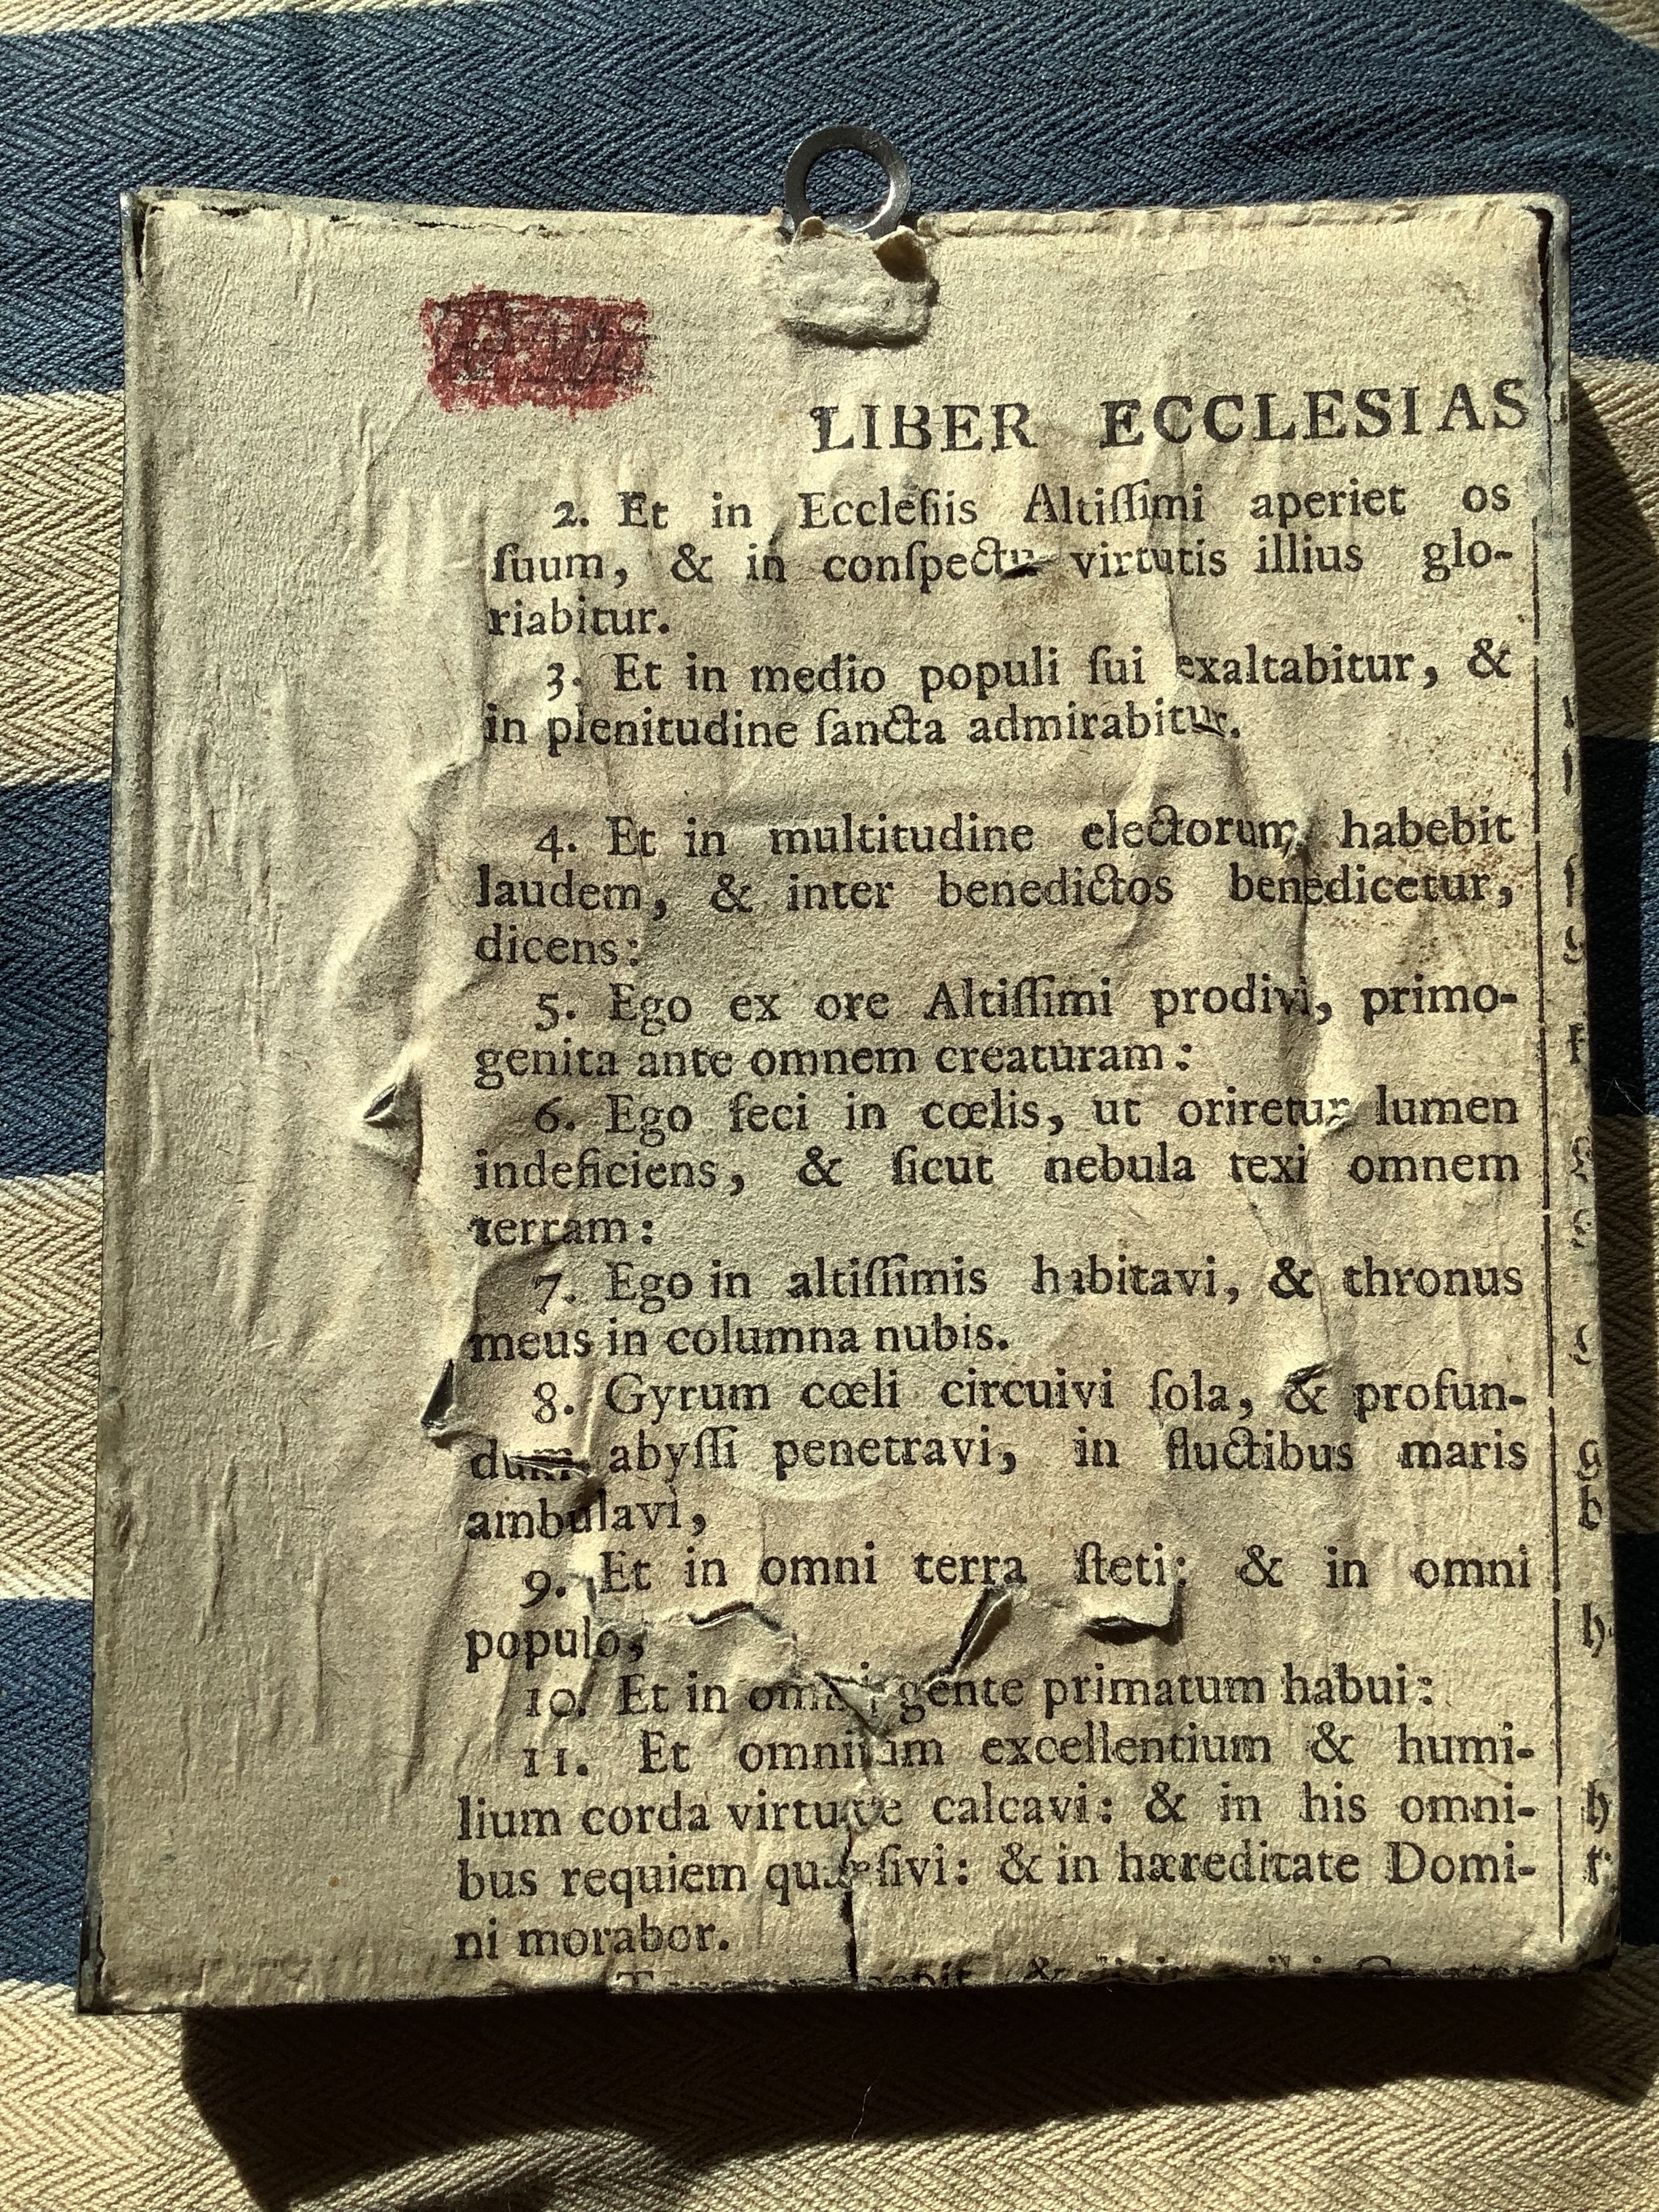 LIBER ECCLESIAS
2. Et in Eccleſiis Altiſſimi aperiet os
ſuum, & in conſpectu virtutis illius glo-
riabitur.
3. Et in medio populi ſui exaltabitur, &
in plenitudine ſancta admirabitur.
4. Et in multitudine electorum habebit
laudem, & inter benedictos benedicetur,
dicens:
5. Ego ex ore Altiſſimi prodivi, primo-
genita ante omnem creaturam:
6. Ego feci in cœlis, ut oriretur lumen
indeficiens, & ſicut nebula texi omnem
terram:
7. Ego in altiſſimis habitavi, & thronus
meus in columna nubis.
8. Gyrum cœli circuivi ſola, & profun-
dum abyſſi penetravi, in fluctibus maris
ambulavi,
9. Et in omni terra ſteti: & in omni
populo,
10. Et in omni gente primatum habui:
11. Et omnium excellentium & humi-
lium corda virtute calcavi: & in his omni-
bus requiem quæſivi: & in hæreditate Domi-
ni morabor.